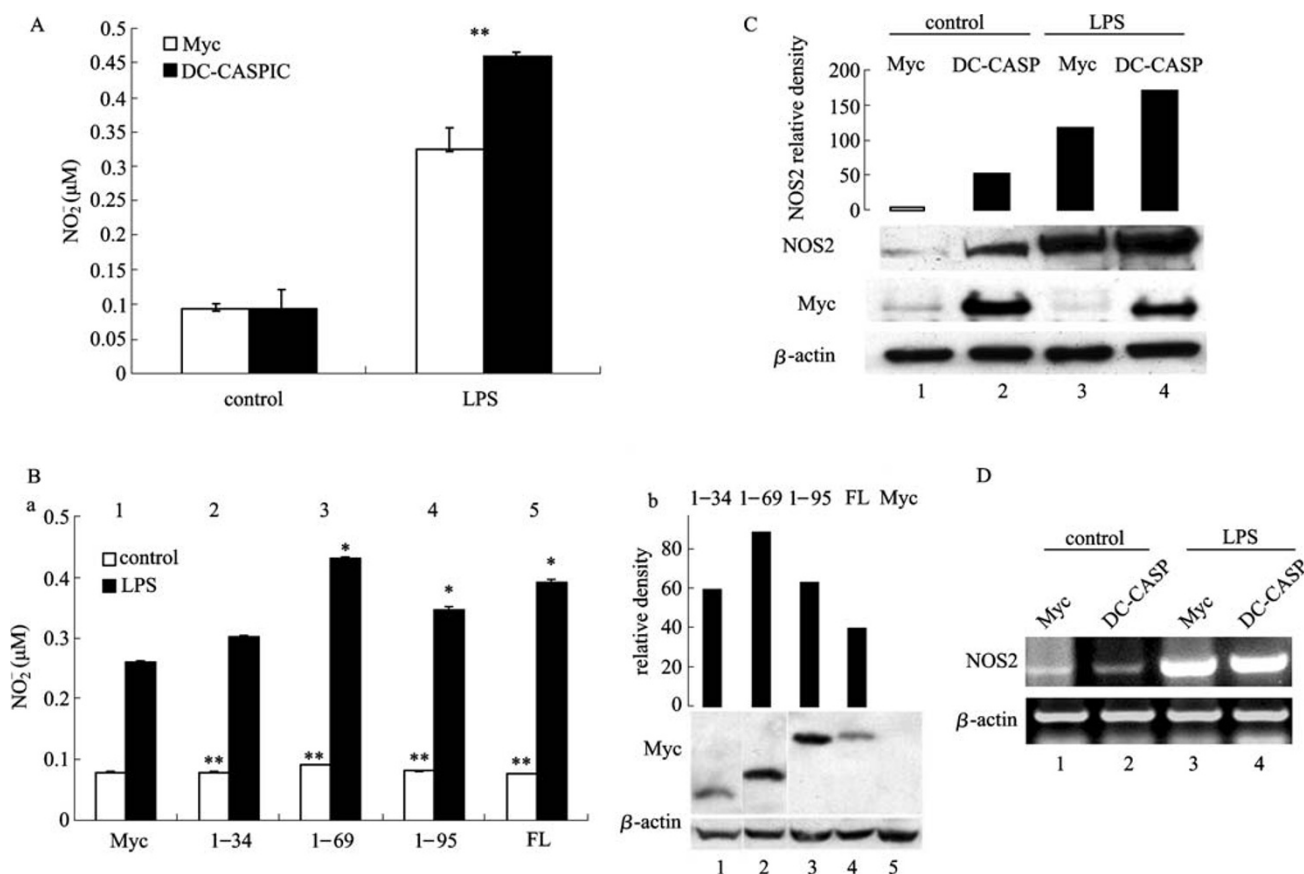 A
0.5
0.45
0.4
0.35
0.3
0.25
0.2
0.15
0.1
0.05
0
NO₂⁻ (μM)
Myc
DC-CASPIC
**
control
LPS
C
control LPS
Myc DC-CASP Myc DC-CASP
200
150
100
50
0
NOS2 relative density
NOS2
Myc
β-actin
1 2 3 4
B
a
1 2 3 4 5
0.5
0.4
0.3
0.2
0.1
0
NO₂⁻ (μM)
control
LPS
* * *
** ** ** **
Myc 1−34 1−69 1−95 FL
b
1−34 1−69 1−95 FL Myc
80
60
40
20
0
relative density
Myc
β-actin
1 2 3 4 5
D
control LPS
Myc DC-CASP Myc DC-CASP
NOS2
β-actin
1 2 3 4